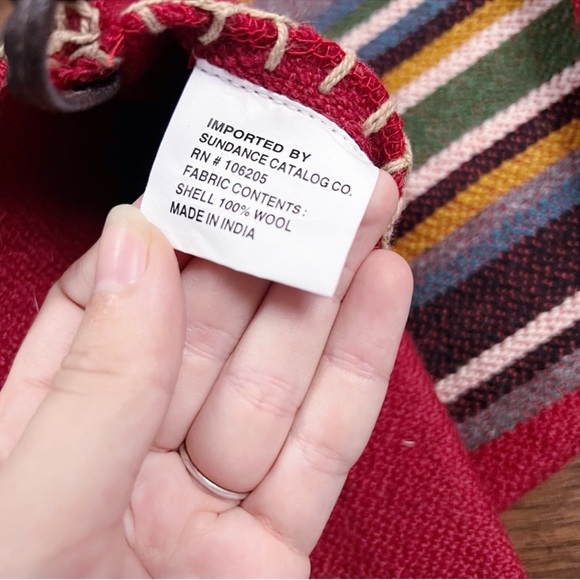 IMPORTED BY
SUNDANCE CATALOG CO.
RN # 106205
FABRIC CONTENTS:
SHELL 100% WOOL
MADE IN INDIA